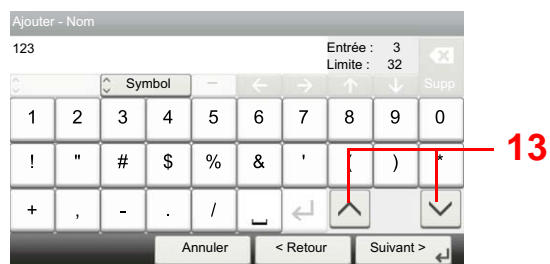 Ajouter - Nom
123 Entrée : 3
Limite : 32
Symbol Supp
1 2 3 4 5 6 7 8 9 0
! " # $ % & ' ( ) *
13
+ , - . /
Annuler < Retour Suivant >